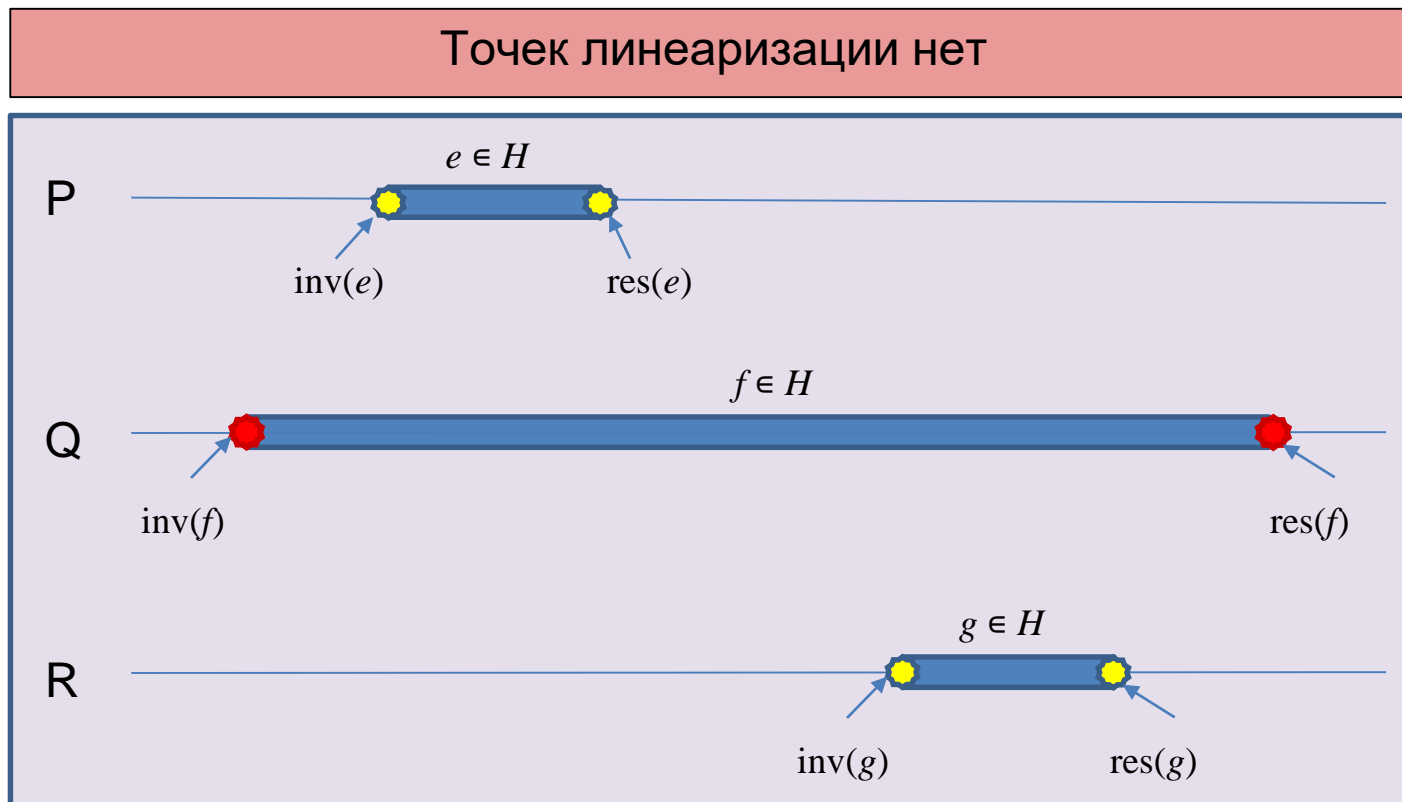 Точек линеаризации нет
e ∈ H
P
inv(e)
res(e)
f ∈ H
Q
inv(f)
res(f)
g ∈ H
R
inv(g)
res(g)